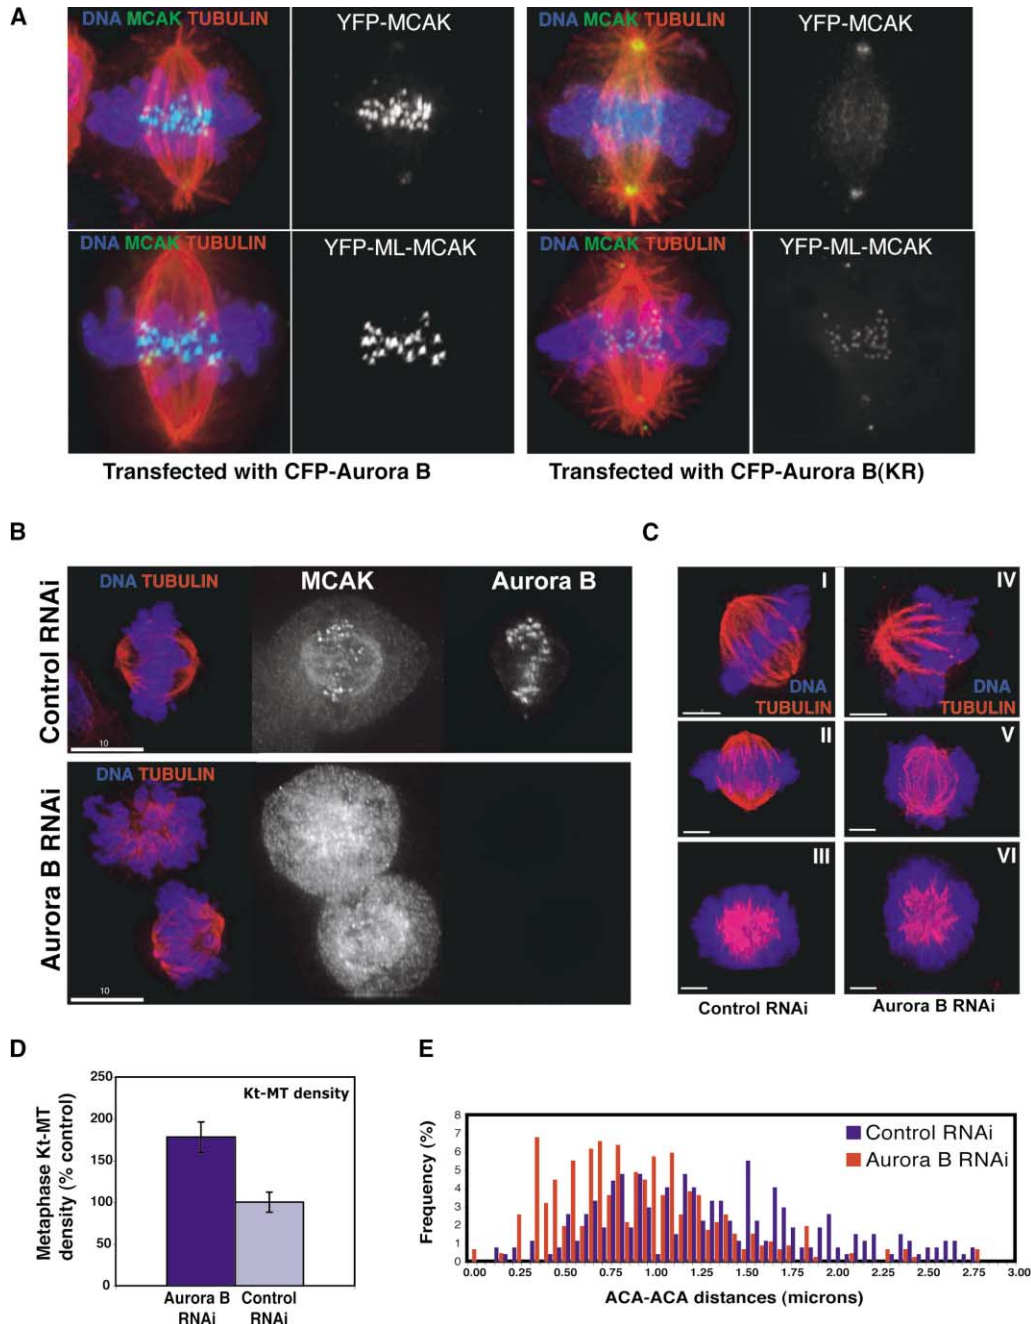 A
DNA MCAK TUBULIN
YFP-MCAK
DNA MCAK TUBULIN
YFP-MCAK
DNA MCAK TUBULIN
YFP-ML-MCAK
DNA MCAK TUBULIN
YFP-ML-MCAK
Transfected with CFP-Aurora B
Transfected with CFP-Aurora B(KR)
B
Control RNAi
DNA TUBULIN
MCAK
Aurora B
10
Aurora B RNAi
DNA TUBULIN
10
C
I
DNA
TUBULIN
IV
DNA
TUBULIN
II
V
III
VI
Control RNAi
Aurora B RNAi
D
Metaphase Kt-MT
density (% control)
250
200
150
100
50
0
Kt-MT density
Aurora B
RNAi
Control
RNAi
E
Frequency (%)
8
7
6
5
4
3
2
1
0
Control RNAi
Aurora B RNAi
0.00 0.25 0.50 0.75 1.00 1.25 1.50 1.75 2.00 2.25 2.50 2.75 3.00
ACA-ACA distances (microns)